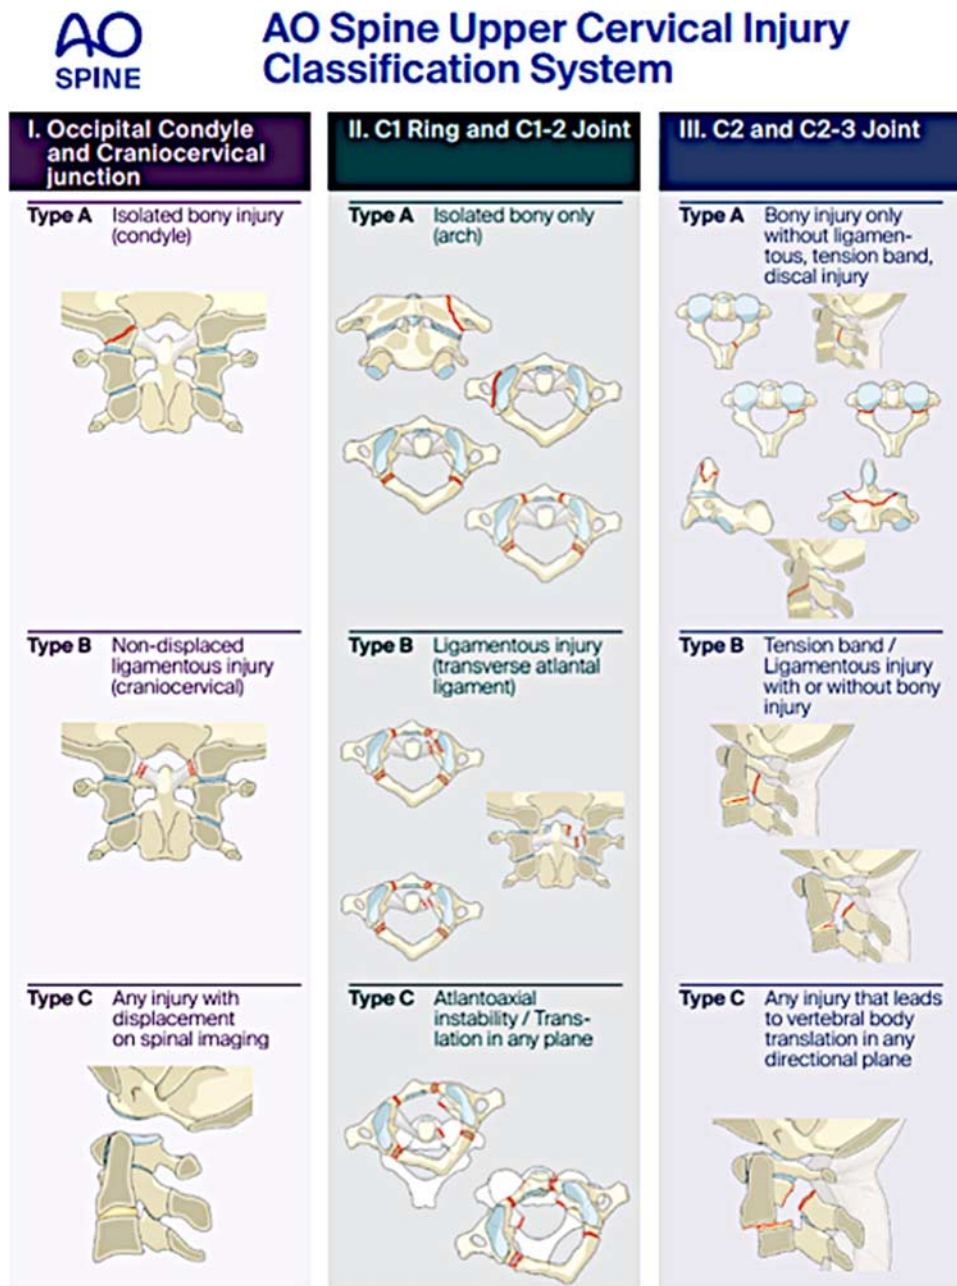 AO
SPINE
AO Spine Upper Cervical Injury
Classification System
I. Occipital Condyle
and Craniocervical
junction
Type A Isolated bony injury
(condyle)
Type B Non-displaced
ligamentous injury
(craniocervical)
Type C Any injury with
displacement
on spinal imaging
II. C1 Ring and C1-2 Joint
Type A Isolated bony only
(arch)
Type B Ligamentous injury
(transverse atlantal
ligament)
Type C Atlantoaxial
instability / Trans-
lation in any plane
III. C2 and C2-3 Joint
Type A Bony injury only
without ligamen-
tous, tension band,
discal injury
Type B Tension band /
Ligamentous injury
with or without bony
injury
Type C Any injury that leads
to vertebral body
translation in any
directional plane